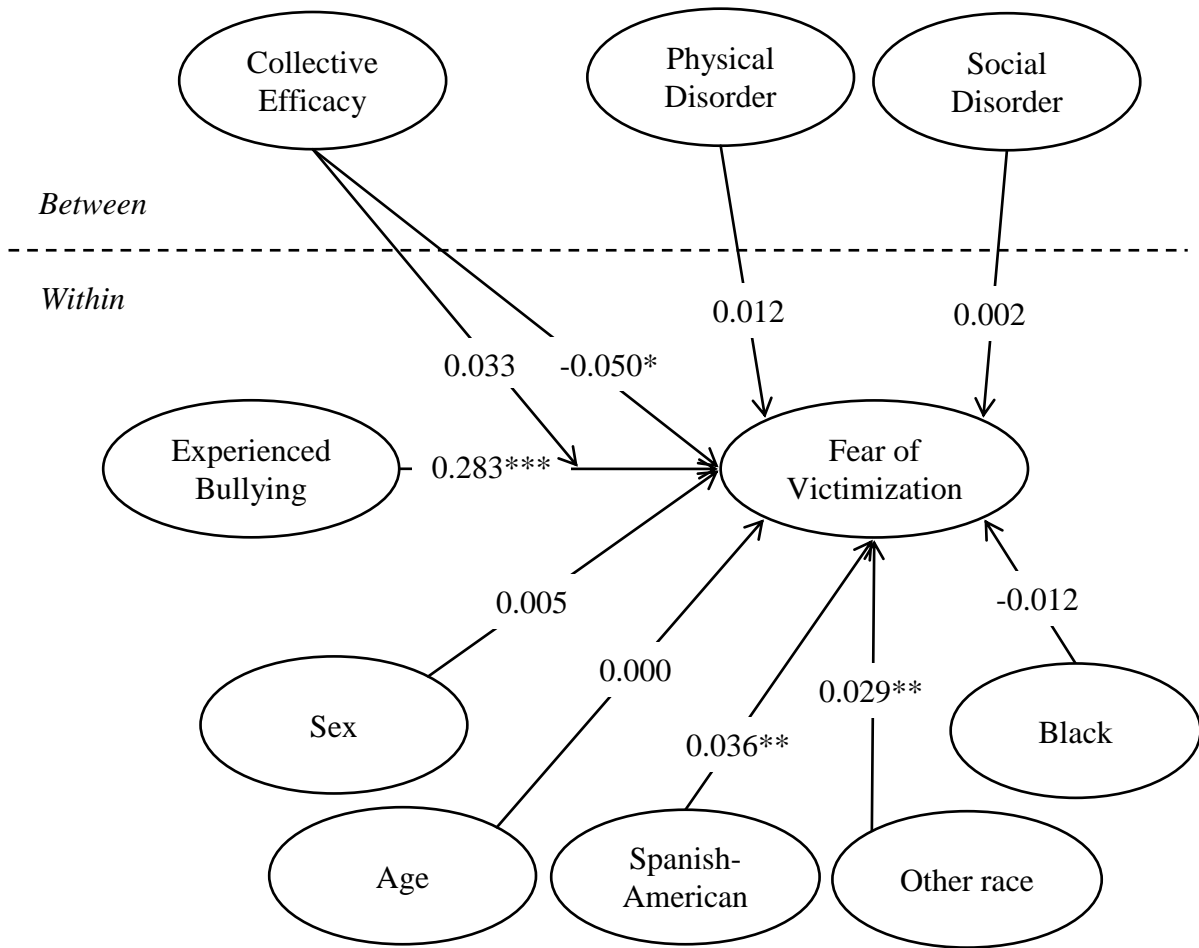 Collective
Efficacy
Physical
Disorder
Social
Disorder
Between
Within
0.012
0.002
0.033
-0.050*
Experienced
Bullying
0.283***
Fear of
Victimization
0.005
-0.012
0.000
0.029**
Sex
0.036**
Black
Age
Spanish-
American
Other race